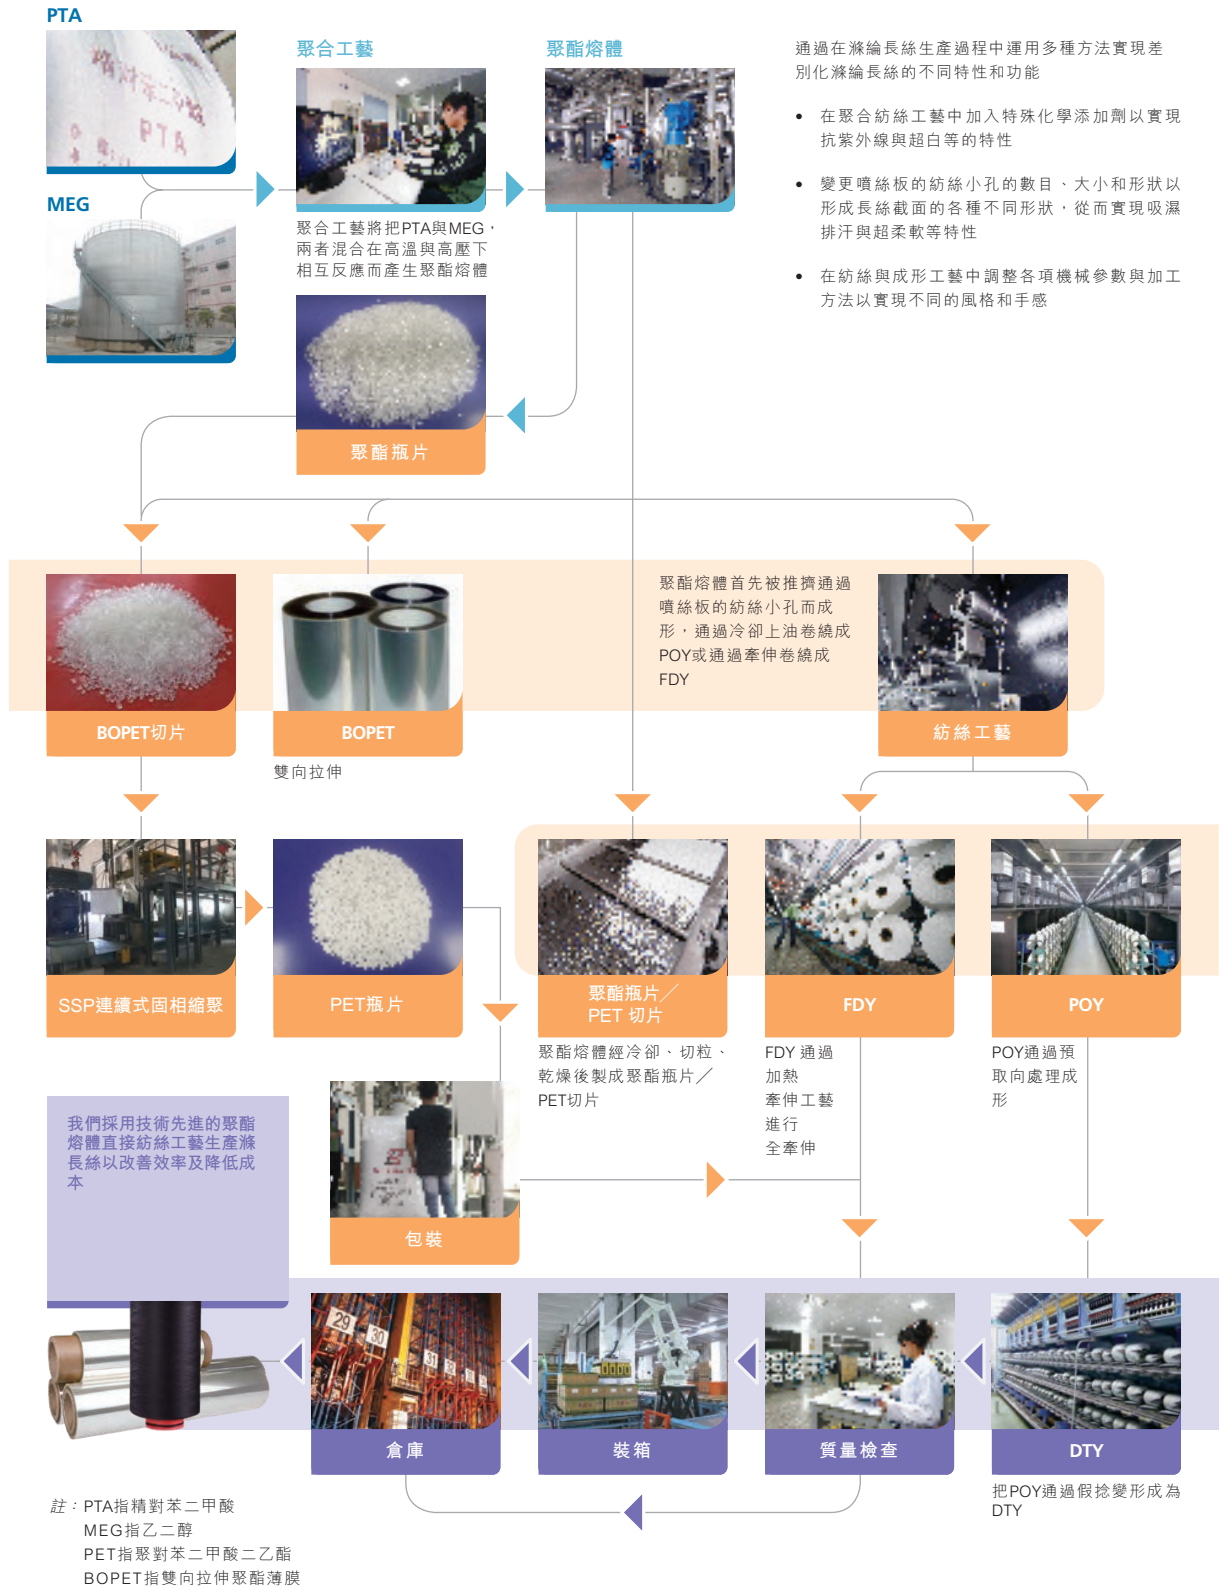 PTA
聚合工藝
聚酯熔體
通過在滌綸長絲生產過程中運用多種方法實現差
別化滌綸長絲的不同特性和功能
• 在聚合紡絲工藝中加入特殊化學添加劑以實現
抗紫外線與超白等的特性
• 變更噴絲板的紡絲小孔的數目、大小和形狀以
形成長絲截面的各種不同形狀，從而實現吸濕
排汗與超柔軟等特性
• 在紡絲與成形工藝中調整各項機械參數與加工
方法以實現不同的風格和手感
PTA
MEG
聚合工藝將把PTA與MEG，
兩者混合在高溫與高壓下
相互反應而產生聚酯熔體
聚酯瓶片
聚酯熔體首先被推擠通過
噴絲板的紡絲小孔而成
形，通過冷卻上油卷繞成
POY或通過牽伸卷繞成
FDY
BOPET切片
BOPET
紡絲工藝
雙向拉伸
SSP連續式固相縮聚
PET瓶片
聚酯瓶片／
PET 切片
FDY
POY
聚酯熔體經冷卻、切粒、
乾燥後製成聚酯瓶片／
PET切片
FDY 通過
加熱
牽伸工藝
進行
全牽伸
POY通過預
取向處理成
形
我們採用技術先進的聚酯
熔體直接紡絲工藝生產滌
長絲以改善效率及降低成
本
包裝
29
30
31
倉庫
裝箱
質量檢查
DTY
把POY通過假捻變形成為
DTY
註：PTA指精對苯二甲酸
MEG指乙二醇
PET指聚對苯二甲酸二乙酯
BOPET指雙向拉伸聚酯薄膜